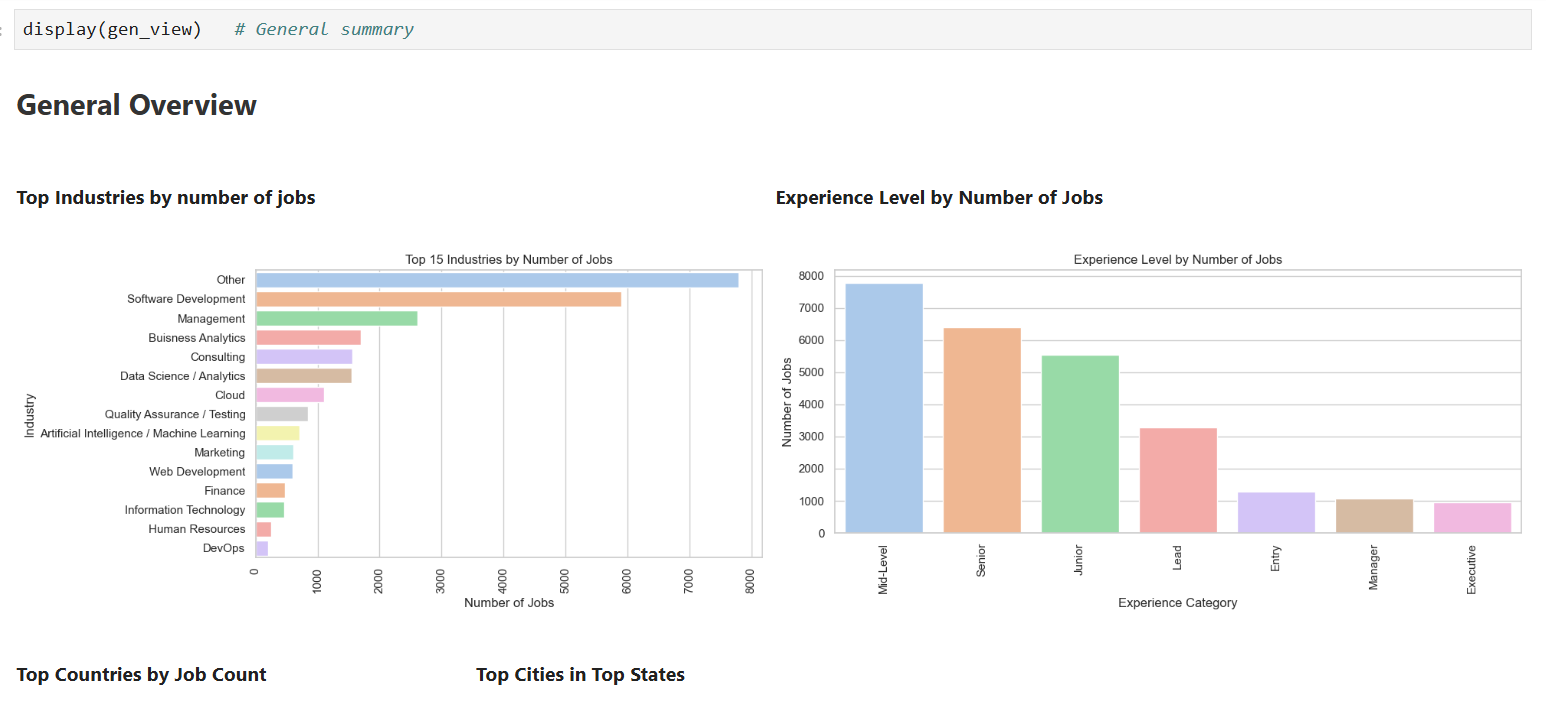 display(gen_view)   # General summary
General Overview
Top Industries by number of jobs
Experience Level by Number of Jobs
Top 15 Industries by Number of Jobs
Industry
Other
Software Development
Management
Buisness Analytics
Consulting
Data Science / Analytics
Cloud
Quality Assurance / Testing
Artificial Intelligence / Machine Learning
Marketing
Web Development
Finance
Information Technology
Human Resources
DevOps
0 1000 2000 3000 4000 5000 6000 7000 8000
Number of Jobs
Experience Level by Number of Jobs
Number of Jobs
8000
7000
6000
5000
4000
3000
2000
1000
0
Mid-Level Senior Junior Lead Entry Manager Executive
Experience Category
Top Countries by Job Count
Top Cities in Top States